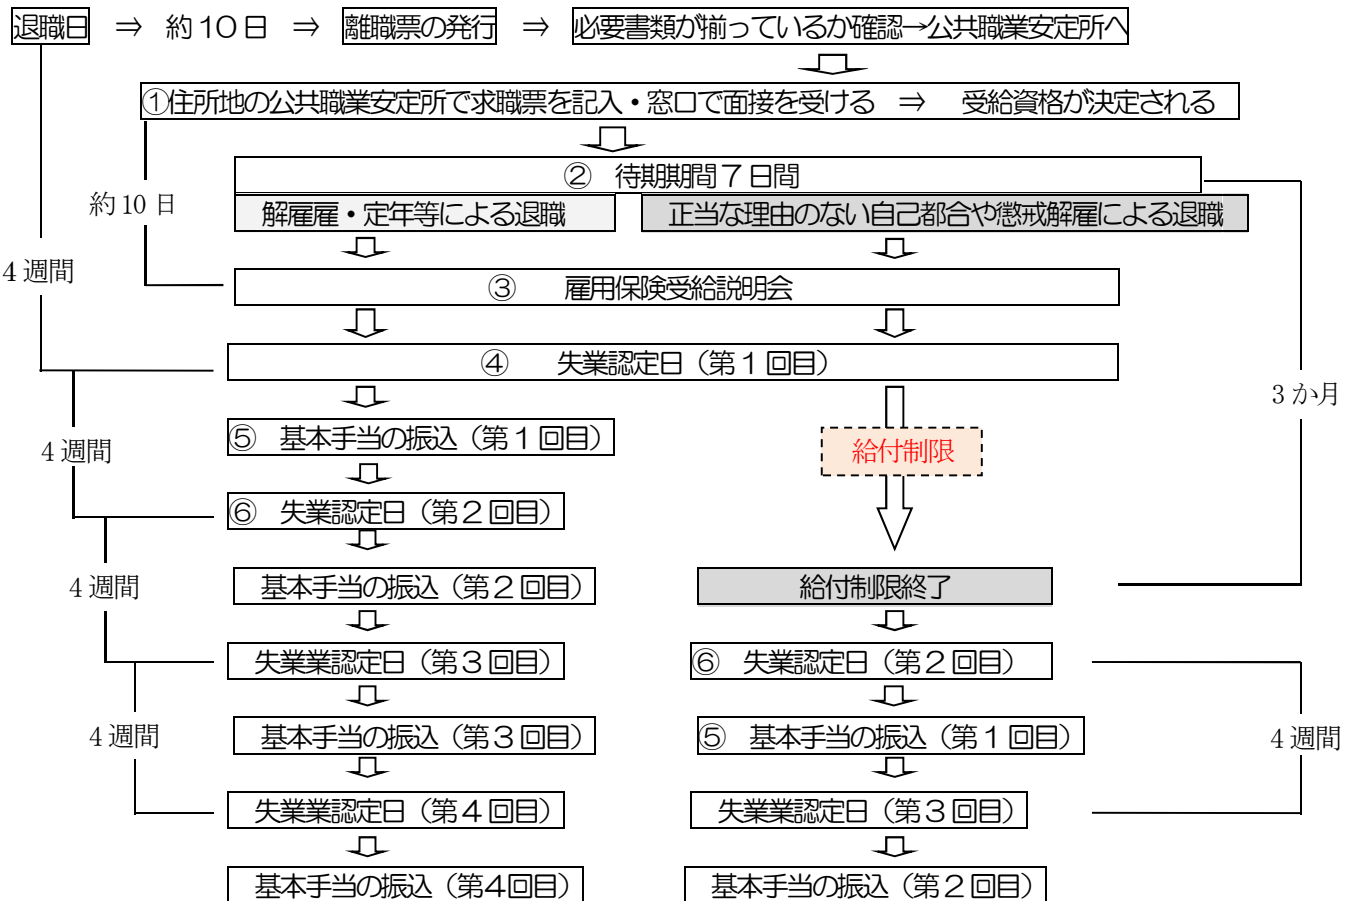 退職日 ⇒ 約10日 ⇒ 離職票の発行 ⇒ 必要書類が揃っているか確認→公共職業安定所へ
①住所地の公共職業安定所で求職票を記入・窓口で面接を受ける ⇒ 受給資格が決定される
② 待期期間7日間
約10日
解雇雇・定年等による退職 正当な理由のない自己都合や懲戒解雇による退職
4週間
③ 雇用保険受給説明会
④ 失業認定日（第1回目）
3か月
4週間
⑤ 基本手当の振込（第1回目）
給付制限
⑥ 失業認定日（第2回目）
4週間
基本手当の振込（第2回目） 給付制限終了
失業業認定日（第3回目） ⑥ 失業認定日（第2回目）
4週間
基本手当の振込（第3回目） ⑤ 基本手当の振込（第1回目）
4週間
失業業認定日（第4回目） 失業業認定日（第3回目）
基本手当の振込（第4回目） 基本手当の振込（第2回目）